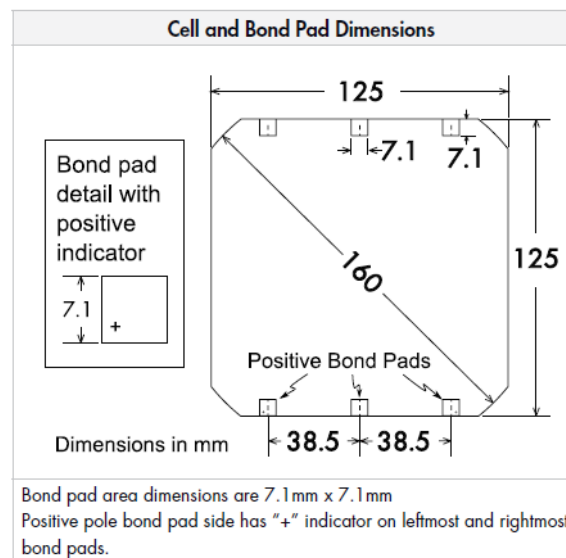 Cell and Bond Pad Dimensions
125
Bond pad
detail with
positive
indicator
7.1
+
7.1
7.1
160
125
Positive Bond Pads
Dimensions in mm
38.5
38.5
Bond pad area dimensions are 7.1mm x 7.1mm
Positive pole bond pad side has "+" indicator on leftmost and rightmost
bond pads.